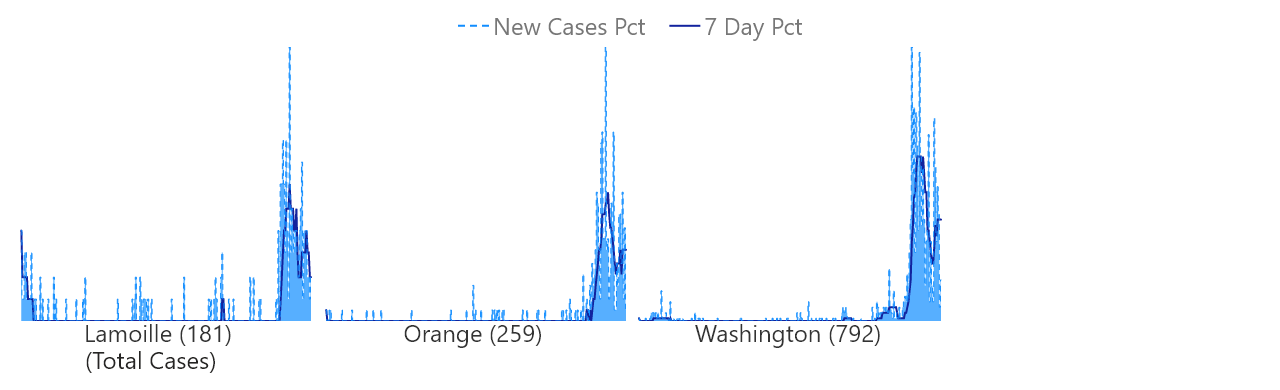 New Cases Pct 7 Day Pct
Lamoille (181) Orange (259) Washington (792)
(Total Cases)